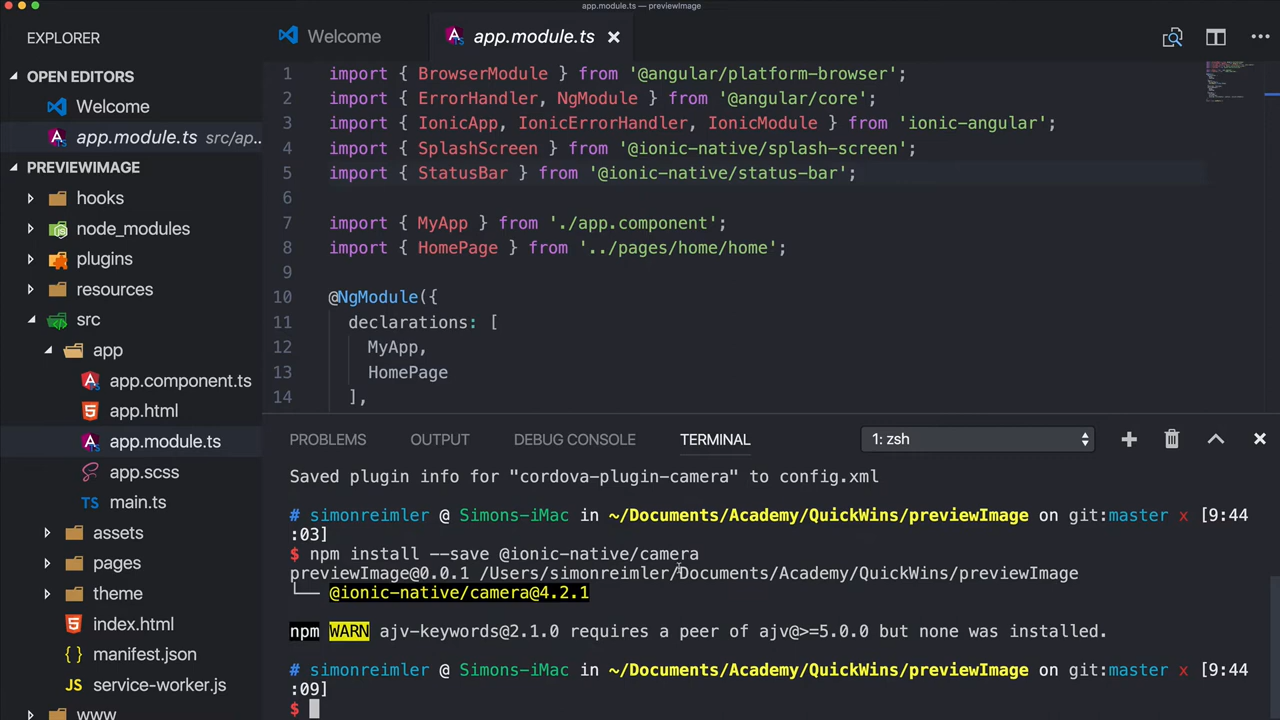 app.module.ts — previewImage
EXPLORER
OPEN EDITORS
Welcome
app.module.ts src/ap...
PREVIEWIMAGE
hooks
node_modules
plugins
resources
src
app
app.component.ts
app.html
app.module.ts
app.scss
TS main.ts
assets
pages
theme
index.html
{} manifest.json
JS service-worker.js
www
Welcome
app.module.ts
1 import { BrowserModule } from '@angular/platform-browser';
2 import { ErrorHandler, NgModule } from '@angular/core';
3 import { IonicApp, IonicErrorHandler, IonicModule } from 'ionic-angular';
4 import { SplashScreen } from '@ionic-native/splash-screen';
5 import { StatusBar } from '@ionic-native/status-bar';
6
7 import { MyApp } from './app.component';
8 import { HomePage } from '../pages/home/home';
9
10 @NgModule({
11 declarations: [
12 MyApp,
13 HomePage
14 ],
PROBLEMS OUTPUT DEBUG CONSOLE TERMINAL 1: zsh
Saved plugin info for "cordova-plugin-camera" to config.xml
# simonreimler @ Simons-iMac in ~/Documents/Academy/QuickWins/previewImage on git:master x [9:44
:03]
$ npm install --save @ionic-native/camera
previewImage@0.0.1 /Users/simonreimler/Documents/Academy/QuickWins/previewImage
└── @ionic-native/camera@4.2.1
npm WARN ajv-keywords@2.1.0 requires a peer of ajv@>=5.0.0 but none was installed.
# simonreimler @ Simons-iMac in ~/Documents/Academy/QuickWins/previewImage on git:master x [9:44
:09]
$